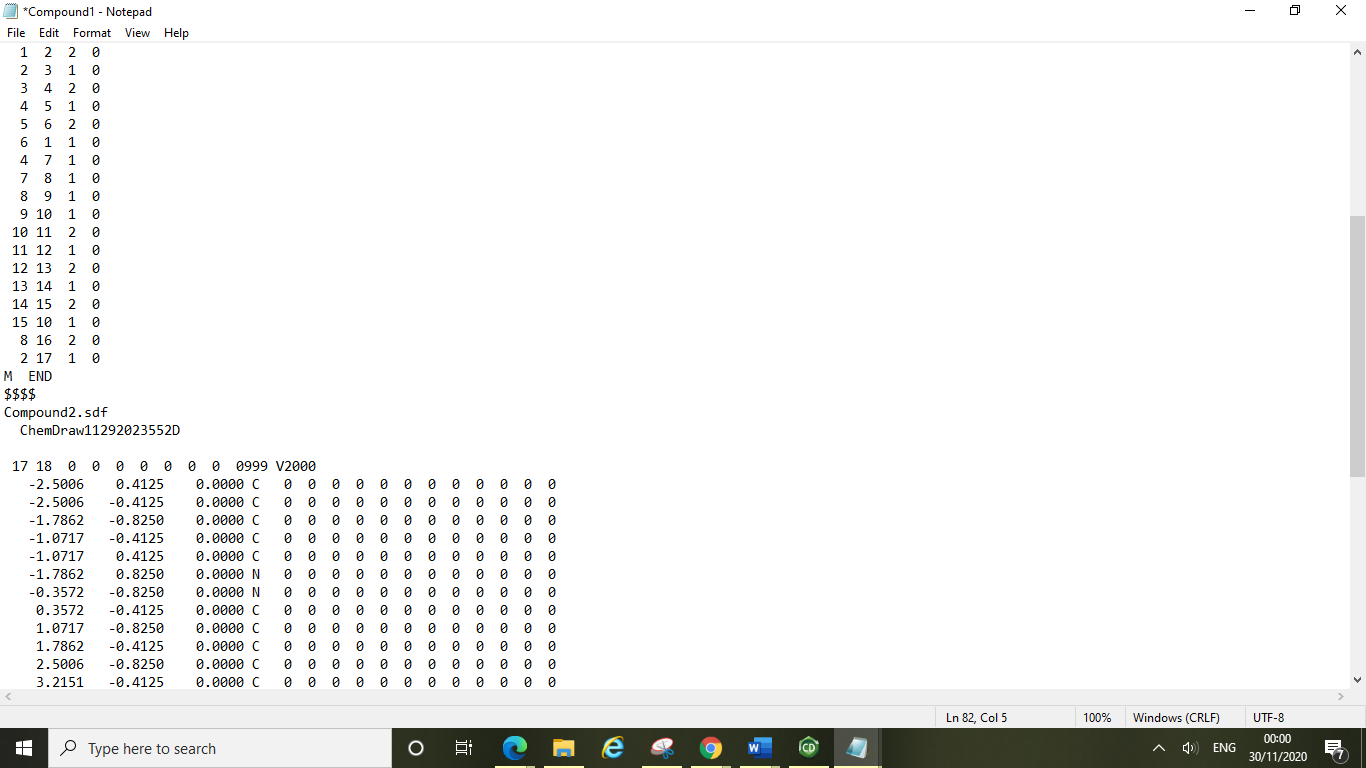 *Compound1 - Notepad
File Edit Format View Help
1 2 2 0
2 3 1 0
3 4 2 0
4 5 1 0
5 6 2 0
6 1 1 0
4 7 1 0
7 8 1 0
8 9 1 0
9 10 1 0
10 11 2 0
11 12 1 0
12 13 2 0
13 14 1 0
14 15 2 0
15 10 1 0
8 16 2 0
2 17 1 0
M  END
$$$$
Compound2.sdf
ChemDraw11292023552D
17 18 0 0 0 0 0 0 0 0999 V2000
-2.5006 0.4125 0.0000 C 0 0 0 0 0 0 0 0 0 0 0 0
-2.5006 -0.4125 0.0000 C 0 0 0 0 0 0 0 0 0 0 0 0
-1.7862 -0.8250 0.0000 C 0 0 0 0 0 0 0 0 0 0 0 0
-1.0717 -0.4125 0.0000 C 0 0 0 0 0 0 0 0 0 0 0 0
-1.0717 0.4125 0.0000 C 0 0 0 0 0 0 0 0 0 0 0 0
-1.7862 0.8250 0.0000 N 0 0 0 0 0 0 0 0 0 0 0 0
-0.3572 -0.8250 0.0000 N 0 0 0 0 0 0 0 0 0 0 0 0
0.3572 -0.4125 0.0000 C 0 0 0 0 0 0 0 0 0 0 0 0
1.0717 -0.8250 0.0000 C 0 0 0 0 0 0 0 0 0 0 0 0
1.7862 -0.4125 0.0000 C 0 0 0 0 0 0 0 0 0 0 0 0
2.5006 -0.8250 0.0000 C 0 0 0 0 0 0 0 0 0 0 0 0
3.2151 -0.4125 0.0000 C 0 0 0 0 0 0 0 0 0 0 0 0
Ln 82, Col 5 100% Windows (CRLF) UTF-8
Type here to search
W
CD
ENG
00:00
30/11/2020
7